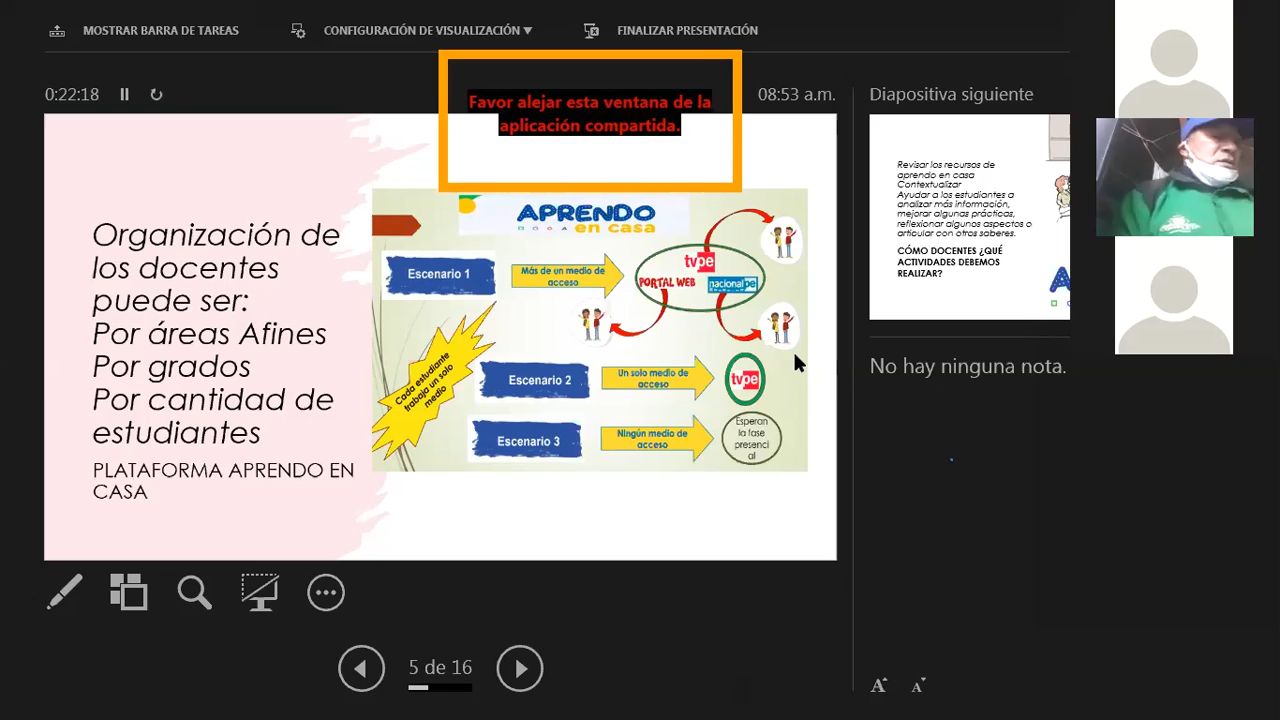 MOSTRAR BARRA DE TAREAS
CONFIGURACIÓN DE VISUALIZACIÓN ▼
FINALIZAR PRESENTACIÓN
0:22:18
Favor alejar esta ventana de la
aplicación compartida.
08:53 a.m.
Diapositiva siguiente
Organización de
los docentes
puede ser:
Por áreas Afines
Por grados
Por cantidad de
estudiantes
PLATAFORMA APRENDO EN
CASA
APRENDO
en casa
Escenario 1
Más de un medio de
acceso
tvpe
PORTAL WEB
nacionalpe
Cada estudiante
trabaja un solo
medio
Escenario 2
Un solo medio de
acceso
tvpe
Escenario 3
Ningún medio de
acceso
Esperan
la fase
presenci
al
Revisar los recursos de
aprendo en casa
Contextualizar
Ayudar a los estudiantes a
analizar más información,
mejorar algunas prácticas,
reflexionar algunos aspectos o
articular con otros saberes.
CÓMO DOCENTES ¿QUÉ
ACTIVIDADES DEBEMOS
REALIZAR?
A
No hay ninguna nota.
5 de 16
A A